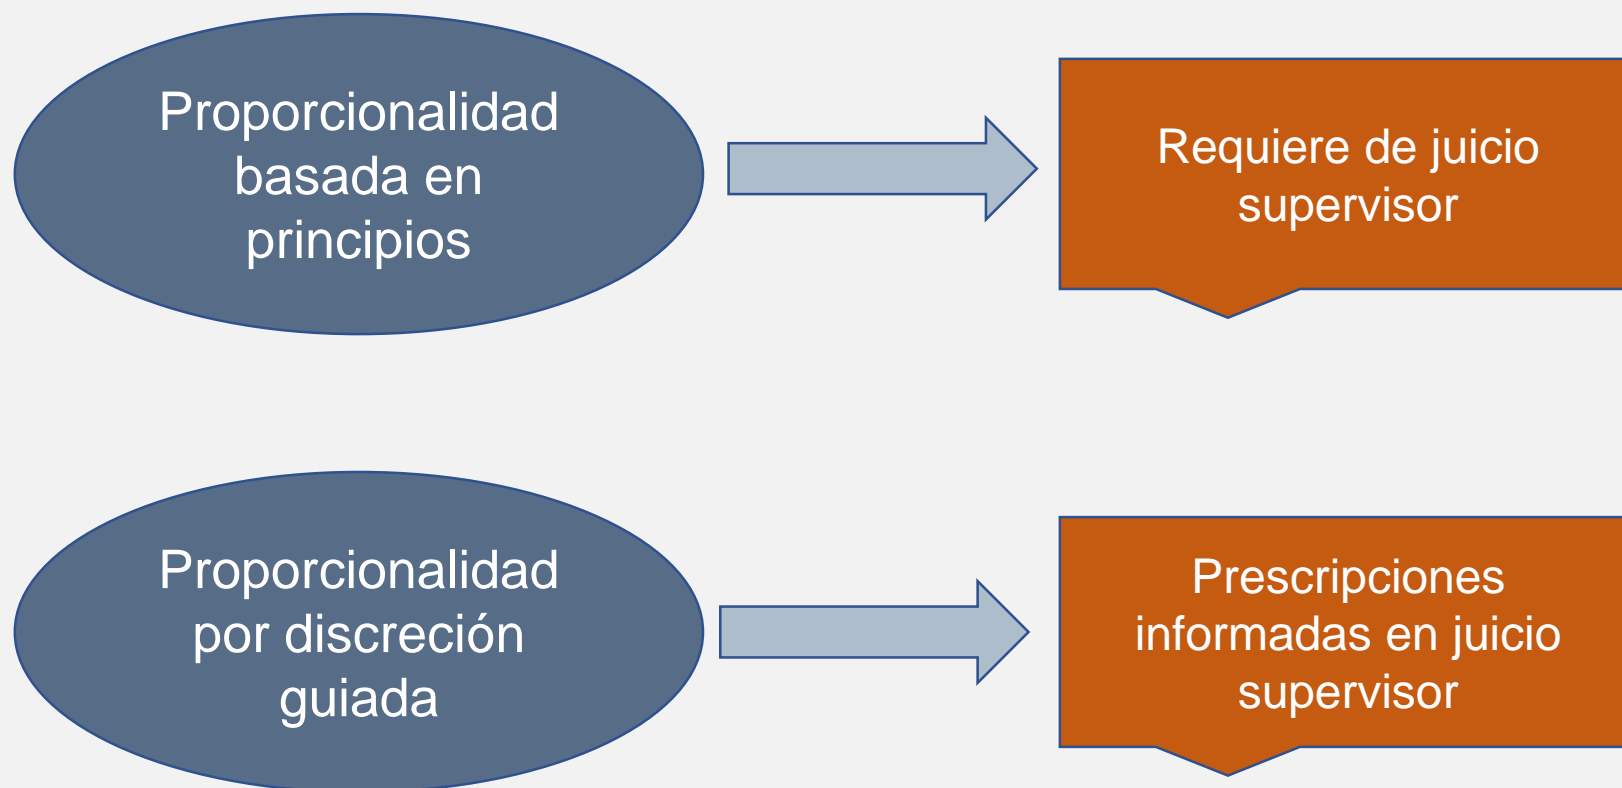 Proporcionalidad
basada en
principios
Requiere de juicio
supervisor
Proporcionalidad
por discreción
guiada
Prescripciones
informadas en juicio
supervisor